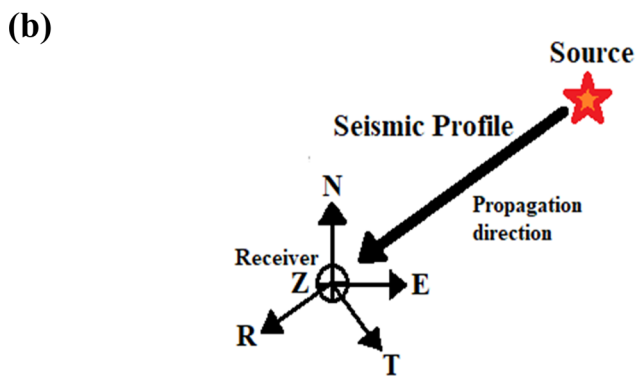 (b)
Source
Seismic Profile
Propagation
direction
N
Receiver
Z
E
R
T